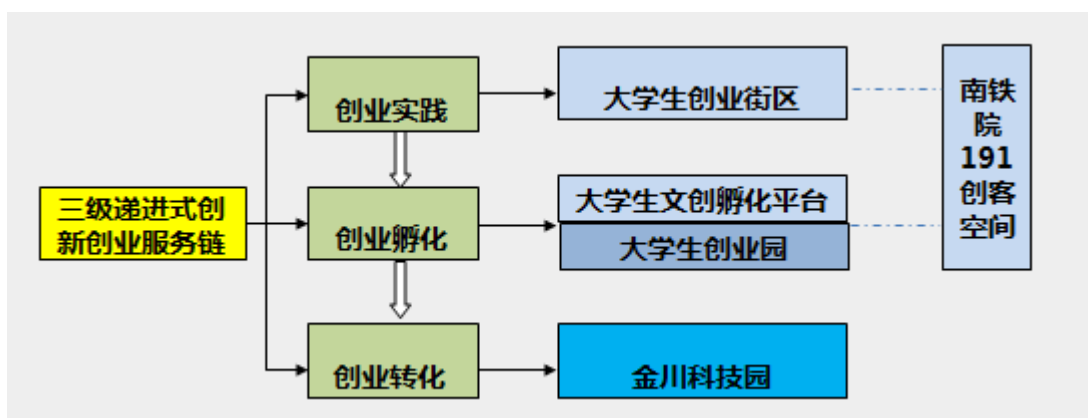 三级递进式创
新创业服务链
创业实践
创业孵化
创业转化
大学生创业街区
大学生文创孵化平台
大学生创业园
金川科技园
南铁
院
191
创客
空间